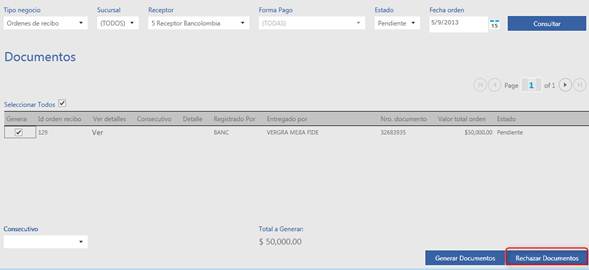 Tipo negocio Sucursal Receptor Forma Pago Estado Fecha orden
Ordenes de recibo (TODOS) 5 Receptor Bancolombia (TODAS) Pendiente 5/9/2013 15 Consultar
Documentos
Page 1 of 1
Seleccionar Todos
Genera Id orden recibo Ver detalles Consecutivo Detalle Registrado Por Entregado por Nro. documento Valor total orden Estado
129 Ver BANC VERGRA MEJIA FIDE 32683935 $50,000.00 Pendiente
Consecutivo Total a Generar:
$ 50,000.00
Generar Documentos Rechazar Documentos